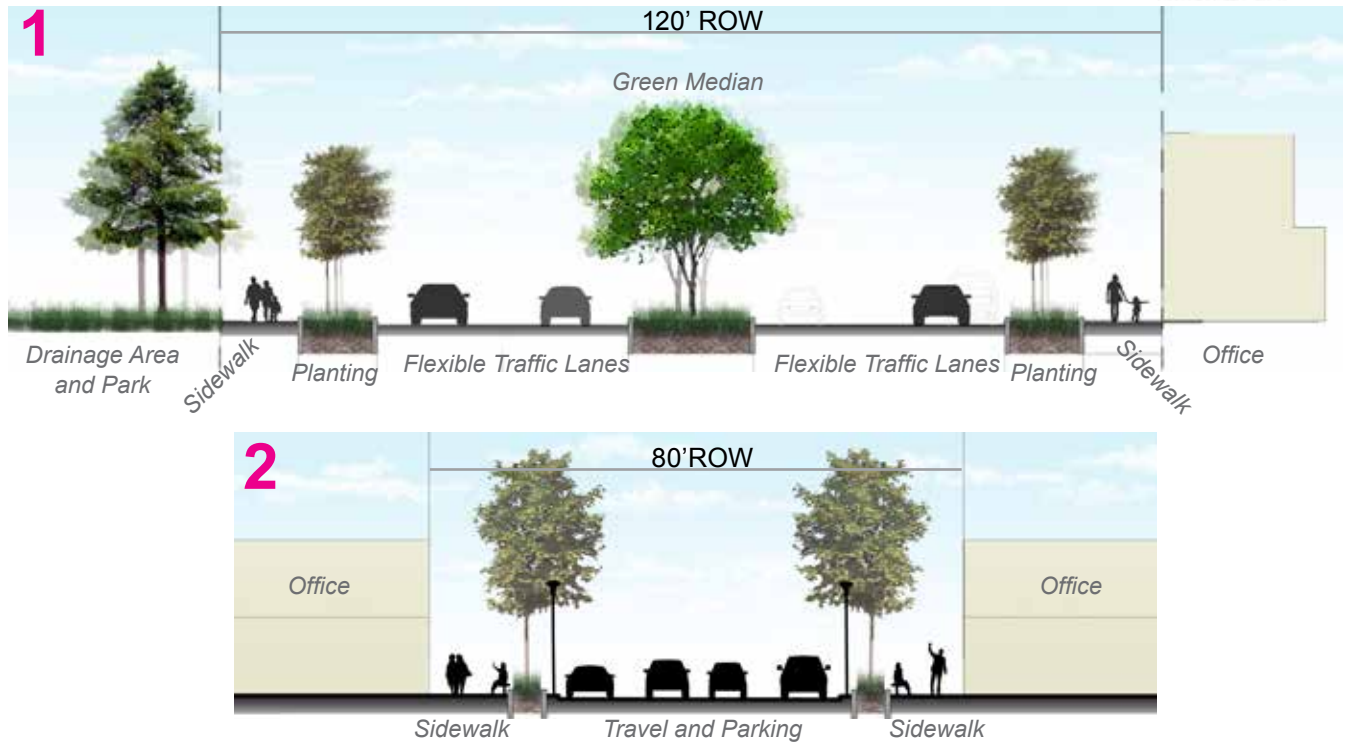 1
120' ROW
Green Median
Drainage Area
and Park
Sidewalk
Planting
Flexible Traffic Lanes
Flexible Traffic Lanes
Planting
Sidewalk
Office
2
80'ROW
Office
Office
Sidewalk
Travel and Parking
Sidewalk